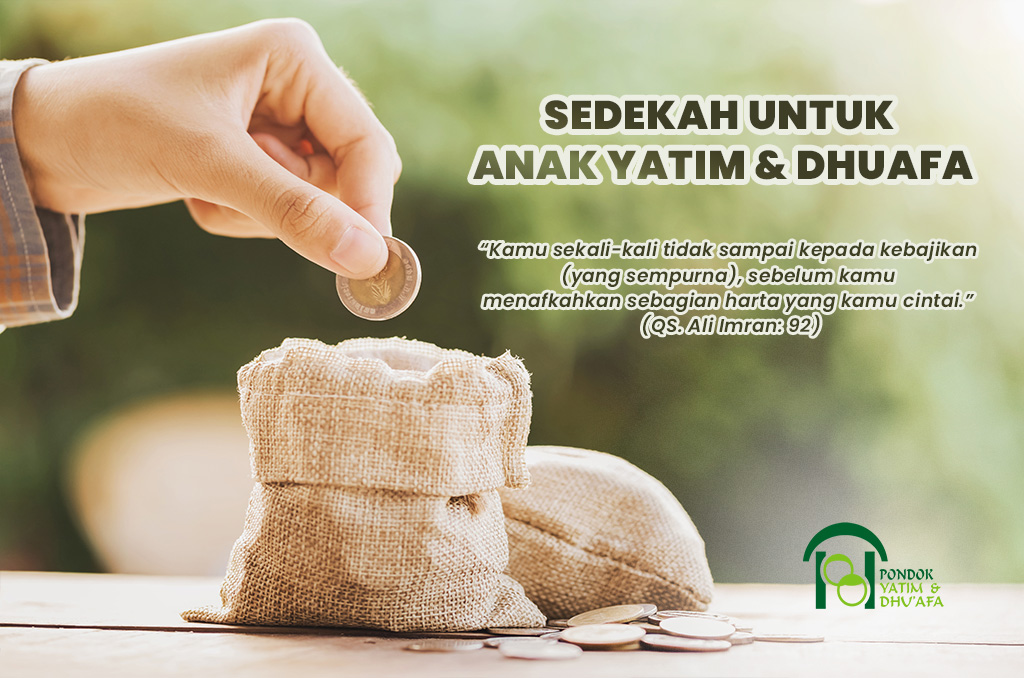 SEDEKAH UNTUK
ANAK YATIM & DHUAFA
“Kamu sekali-kali tidak sampai kepada kebajikan
(yang sempurna), sebelum kamu
menafkahkan sebagian harta yang kamu cintai.”
(QS. Ali Imran: 92)
PONDOK
YATIM &
DHU'AFA